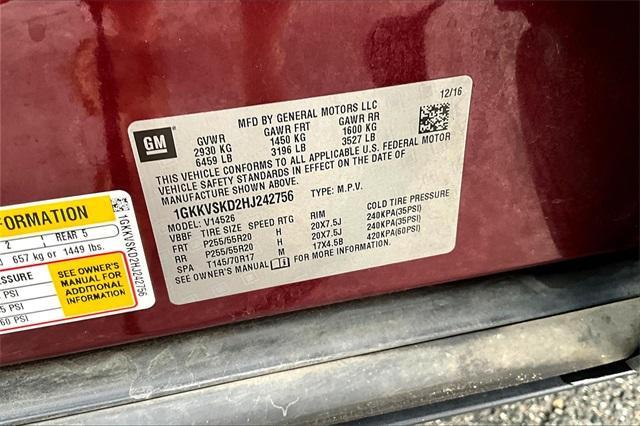 MFD BY GENERAL MOTORS LLC
12/16
GM
GVWR GAWR FRT GAWR RR
2930 KG 1450 KG 1600 KG
6459 LB 3196 LB 3527 LB
THIS VEHICLE CONFORMS TO ALL APPLICABLE U.S. FEDERAL MOTOR
VEHICLE SAFETY STANDARDS IN EFFECT ON THE DATE OF
MANUFACTURE SHOWN ABOVE.
1GKKVSKD2HJ242756 TYPE: M.P.V.
MODEL: V14526
VBBF TIRE SIZE SPEED RTG RIM COLD TIRE PRESSURE
FRT P255/55R20 H 20X7.5J 240KPA(35PSI)
RR P255/55R20 H 20X7.5J 240KPA(35PSI)
SPA T145/70R17 M 17X4.5B 420KPA(60PSI)
SEE OWNER'S MANUAL FOR MORE INFORMATION.
FORMATION
2 REAR 5
657 kg or 1449 lbs.
ESSURE
SEE OWNER'S
MANUAL FOR
ADDITIONAL
INFORMATION
PSI
5 PSI
60 PSI
1GKKVSKD2HJ242756